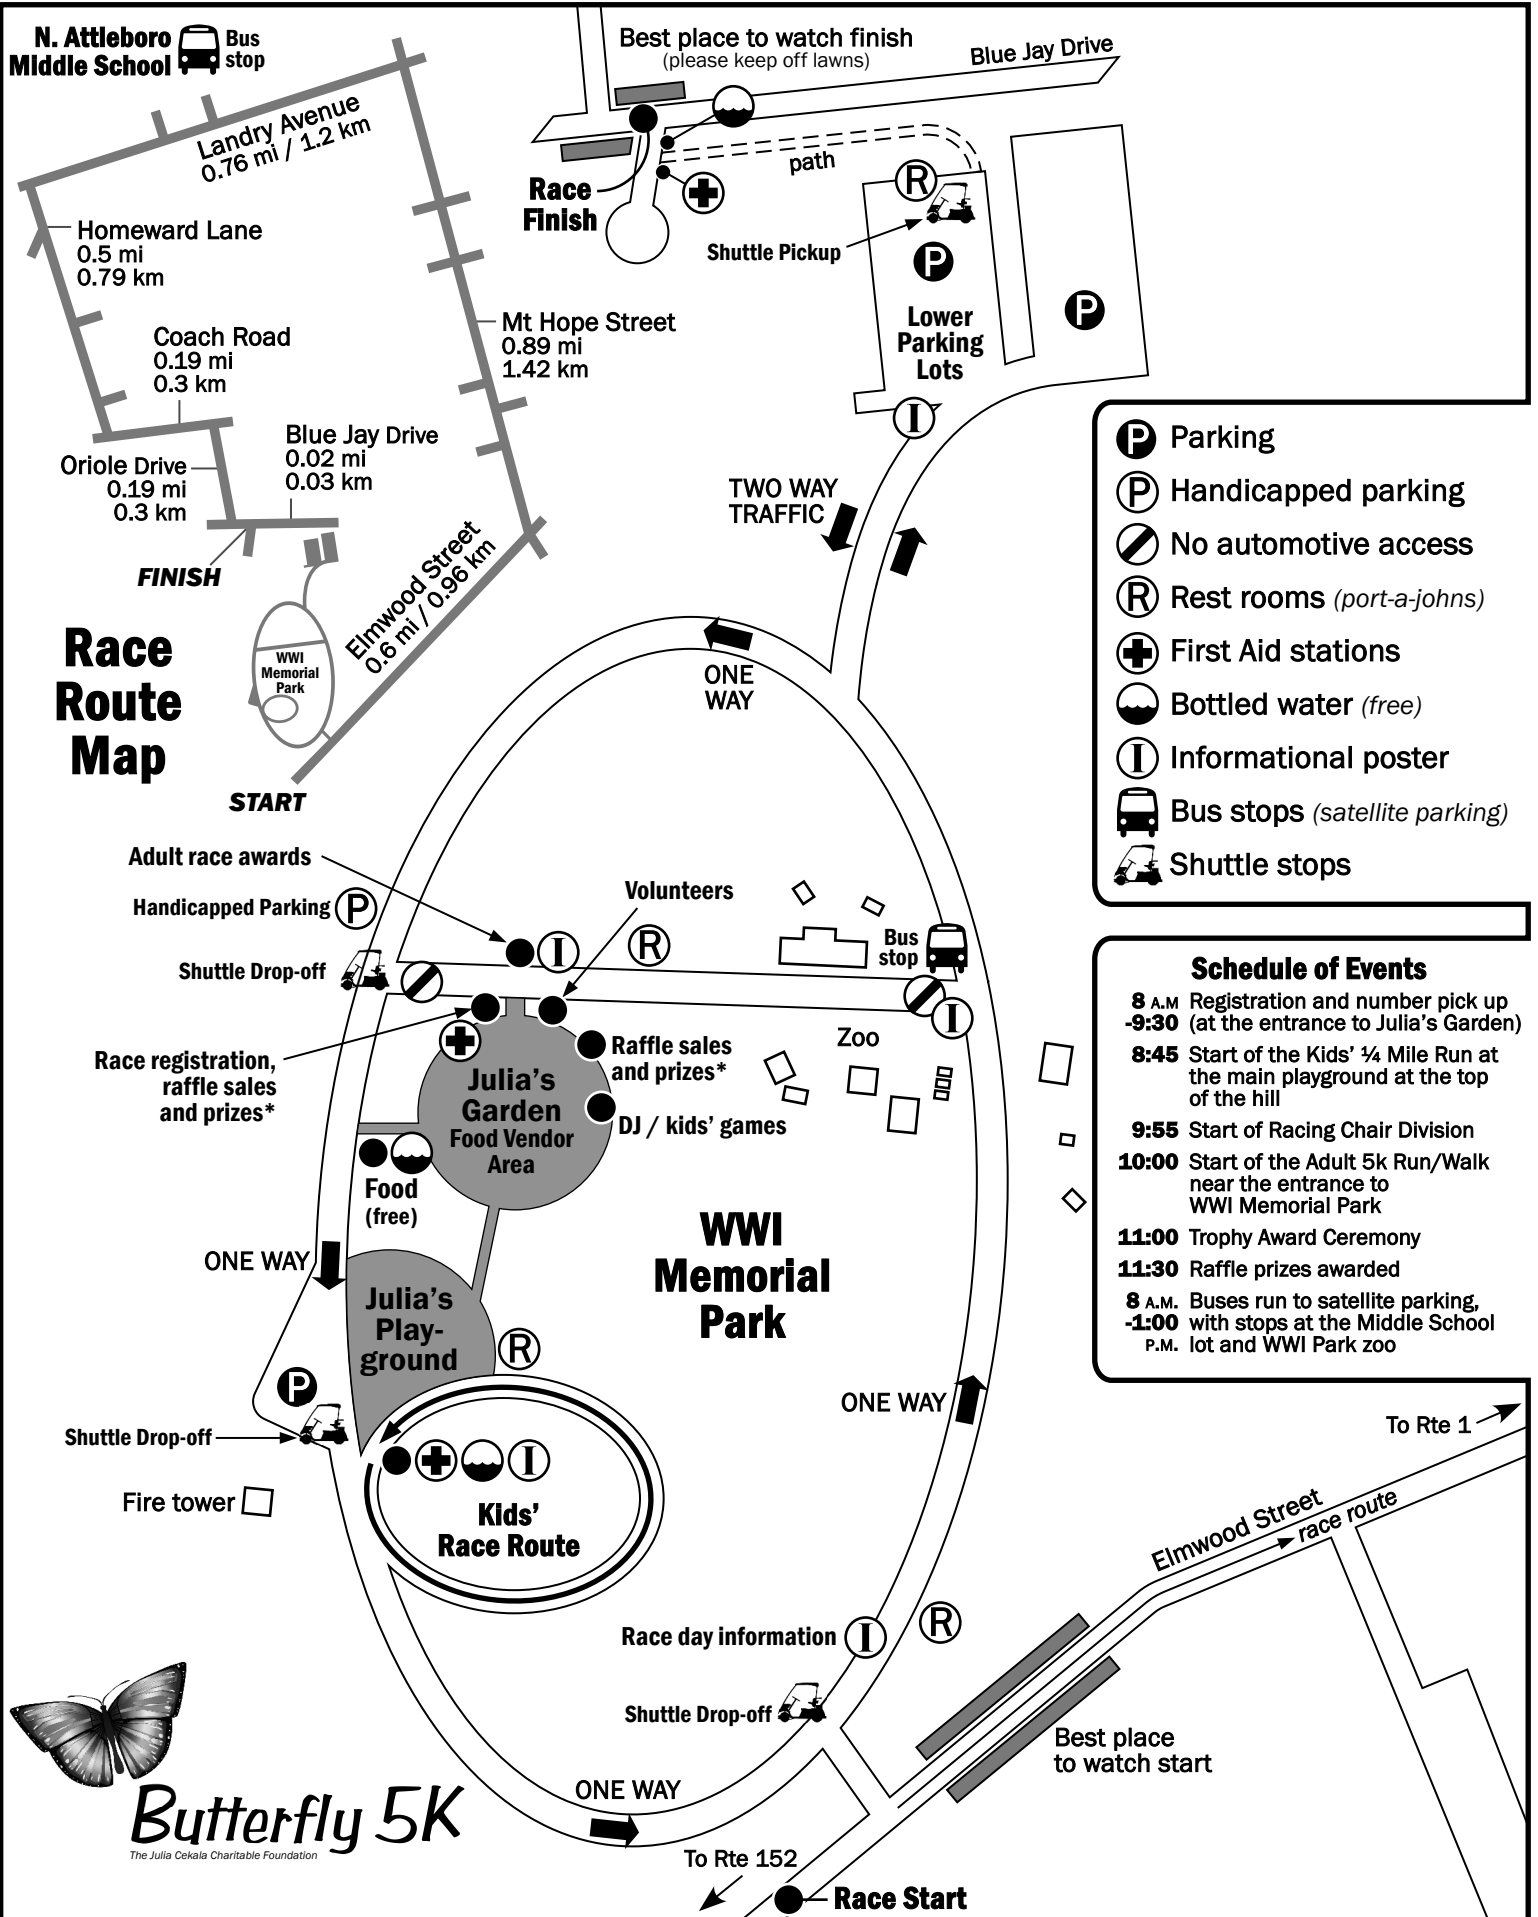 N. Attleboro
Middle School
Bus
stop
Landry Avenue
0.76 mi / 1.2 km
Homeward Lane
0.5 mi
0.79 km
Coach Road
0.19 mi
0.3 km
Mt Hope Street
0.89 mi
1.42 km
Oriole Drive
0.19 mi
0.3 km
Blue Jay Drive
0.02 mi
0.03 km
FINISH
Elmwood Street
0.6 mi / 0.96 km
WWI
Memorial
Park
START
Race
Route
Map
Best place to watch finish
(please keep off lawns)
Blue Jay Drive
path
Race
Finish
R
Shuttle Pickup
P
Lower
Parking
Lots
P
I
TWO WAY
TRAFFIC
ONE
WAY
P Parking
P Handicapped parking
No automotive access
R Rest rooms (port-a-johns)
First Aid stations
Bottled water (free)
I Informational poster
Bus stops (satellite parking)
Shuttle stops
Adult race awards
Handicapped Parking P
Volunteers
I
R
Shuttle Drop-off
Bus
stop
I
Zoo
Race registration,
raffle sales
and prizes*
Raffle sales
and prizes*
DJ / kids' games
Julia's
Garden
Food Vendor
Area
Food
(free)
ONE WAY
WWI
Memorial
Park
Julia's
Play-
ground
R
P
Shuttle Drop-off
Fire tower
I
Kids'
Race Route
ONE WAY
Schedule of Events
8 A.M Registration and number pick up
-9:30 (at the entrance to Julia's Garden)
8:45 Start of the Kids' ¼ Mile Run at
the main playground at the top
of the hill
9:55 Start of Racing Chair Division
10:00 Start of the Adult 5k Run/Walk
near the entrance to
WWI Memorial Park
11:00 Trophy Award Ceremony
11:30 Raffle prizes awarded
8 A.M. Buses run to satellite parking,
-1:00 with stops at the Middle School
P.M. lot and WWI Park zoo
To Rte 1
Elmwood Street
race route
Race day information I
R
Shuttle Drop-off
Best place
to watch start
ONE WAY
Butterfly 5K
The Julia Cekala Charitable Foundation
To Rte 152
Race Start